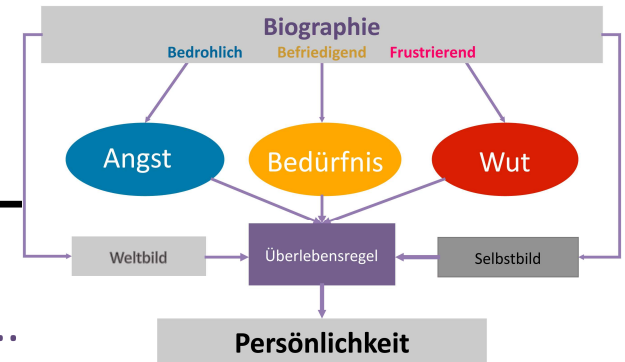 Biographie
Bedrohlich Befriedigend Frustrierend
Angst Bedürfnis Wut
Weltbild Überlebensregel Selbstbild
Persönlichkeit
..